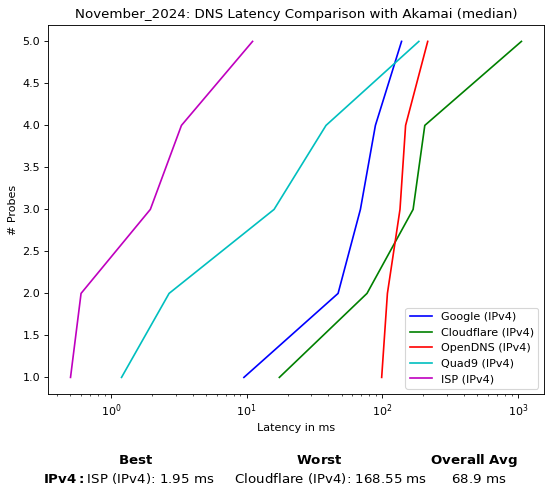 November_2024: DNS Latency Comparison with Akamai (median)
5.0
4.5
4.0
3.5
3.0
2.5
2.0
1.5
1.0
# Probes
Google (IPv4)
Cloudflare (IPv4)
OpenDNS (IPv4)
Quad9 (IPv4)
ISP (IPv4)
10⁰ 10¹ 10² 10³
Latency in ms
Best Worst Overall Avg
IPv4: ISP (IPv4): 1.95 ms Cloudflare (IPv4): 168.55 ms 68.9 ms